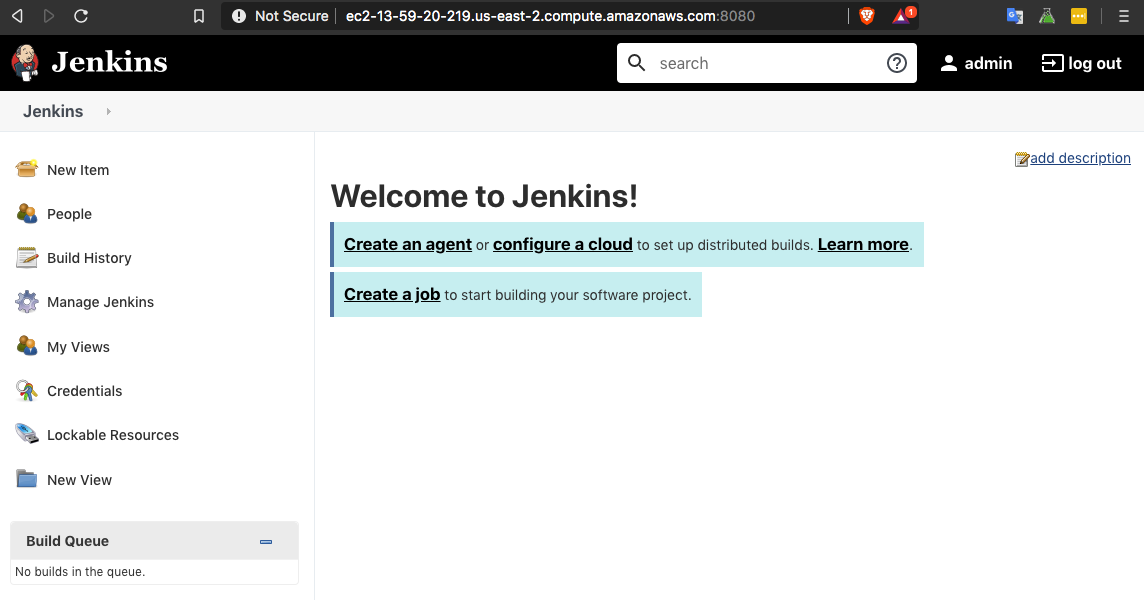 Not Secure ec2-13-59-20-219.us-east-2.compute.amazonaws.com:8080 1
Jenkins search admin log out
Jenkins
add description
New Item
People
Build History
Manage Jenkins
My Views
Credentials
Lockable Resources
New View
Build Queue
No builds in the queue.
Welcome to Jenkins!
Create an agent or configure a cloud to set up distributed builds. Learn more.
Create a job to start building your software project.